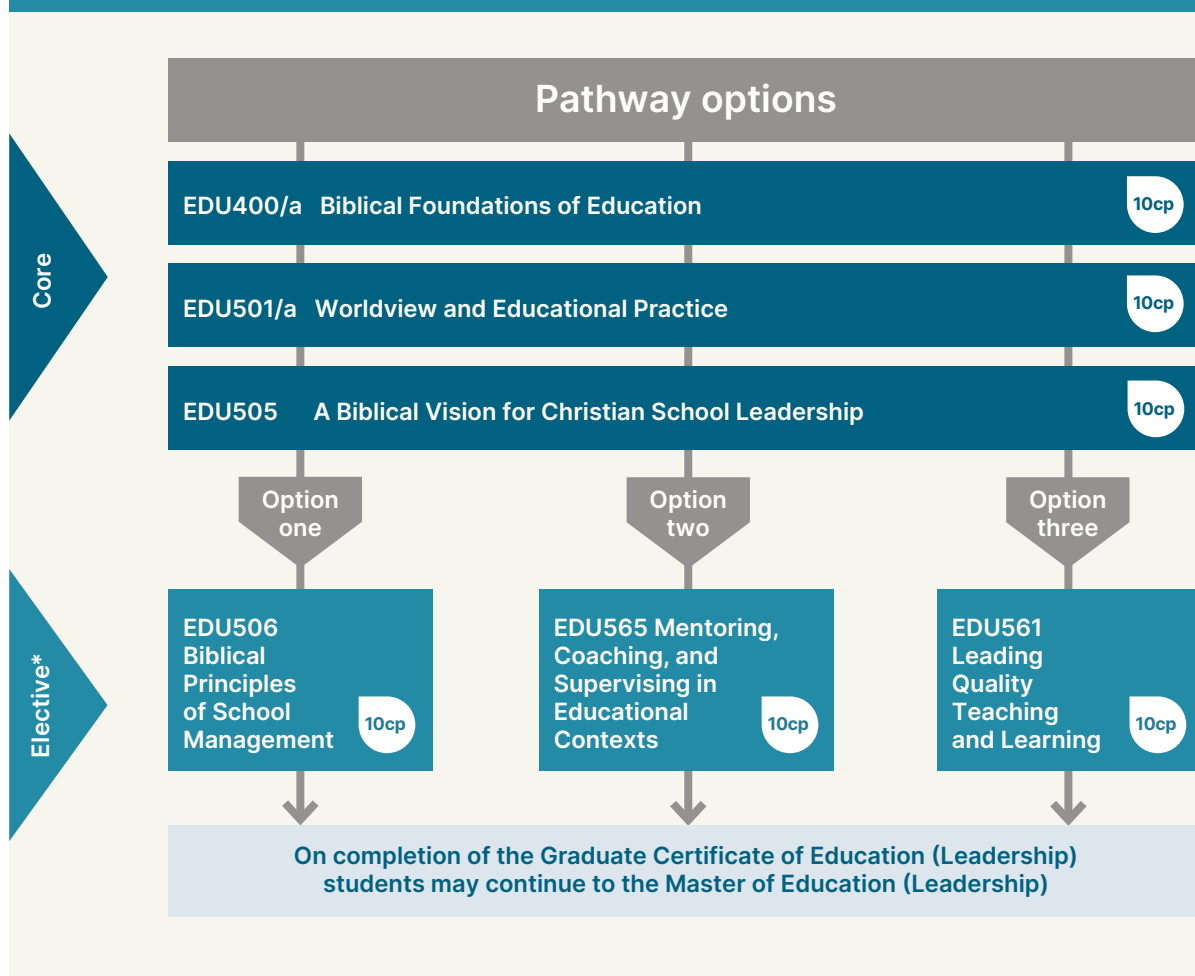 Pathway options
Core
EDU400/a Biblical Foundations of Education 10cp
EDU501/a Worldview and Educational Practice 10cp
EDU505 A Biblical Vision for Christian School Leadership 10cp
Option
one
Option
two
Option
three
Elective*
EDU506
Biblical
Principles
of School
Management
10cp
EDU565 Mentoring,
Coaching, and
Supervising in
Educational
Contexts
10cp
EDU561
Leading
Quality
Teaching
and Learning
10cp
On completion of the Graduate Certificate of Education (Leadership)
students may continue to the Master of Education (Leadership)